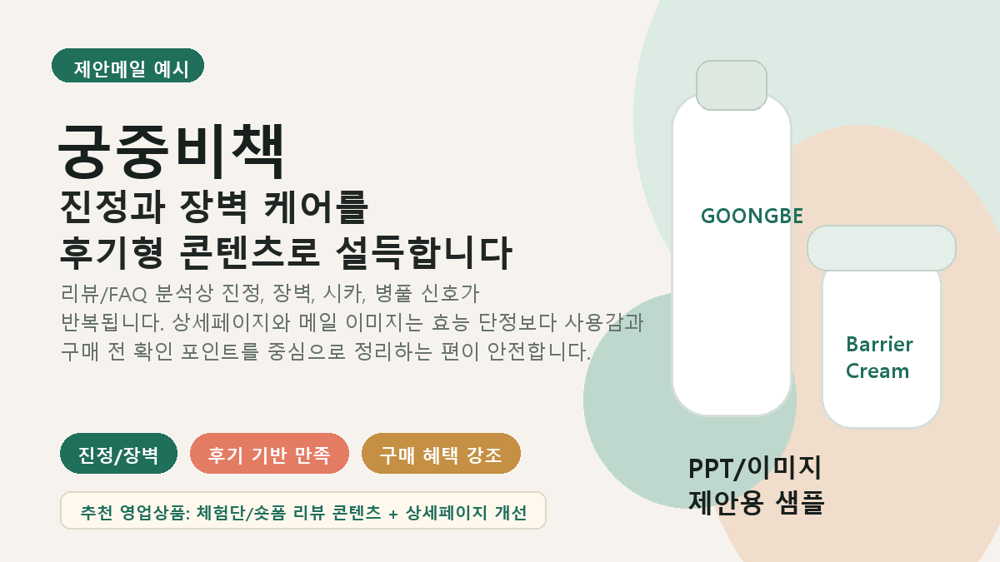 제안메일 예시
궁중비책
진정과 장벽 케어를
후기형 콘텐츠로 설득합니다
리뷰/FAQ 분석상 진정, 장벽, 시카, 병풀 신호가
반복됩니다. 상세페이지와 메일 이미지는 효능 단정보다 사용감과
구매 전 확인 포인트를 중심으로 정리하는 편이 안전합니다.
진정/장벽
후기 기반 만족
구매 혜택 강조
추천 영업상품: 체험단/숏폼 리뷰 콘텐츠 + 상세페이지 개선
GOONGBE
Barrier
Cream
PPT/이미지
제안용 샘플